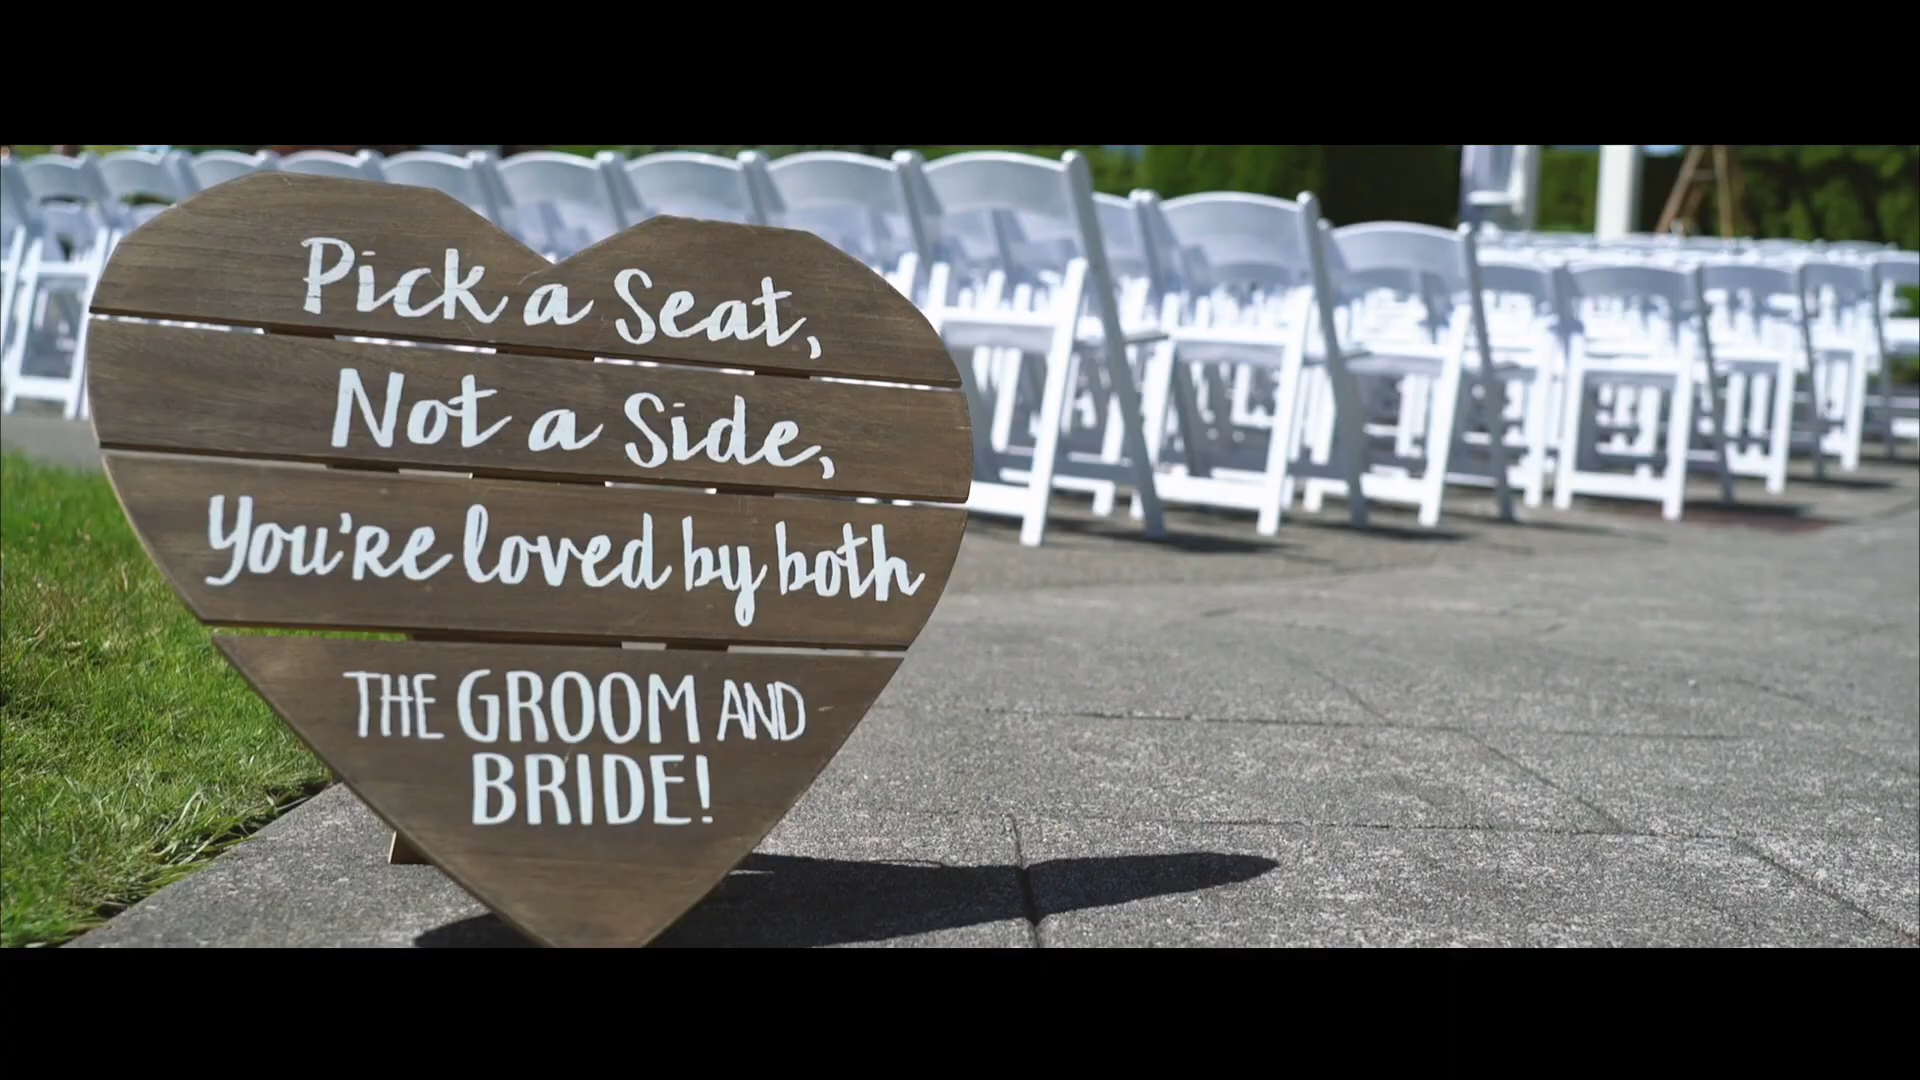 Pick a Seat,
Not a Side,
You're loved by both
THE GROOM AND
BRIDE!